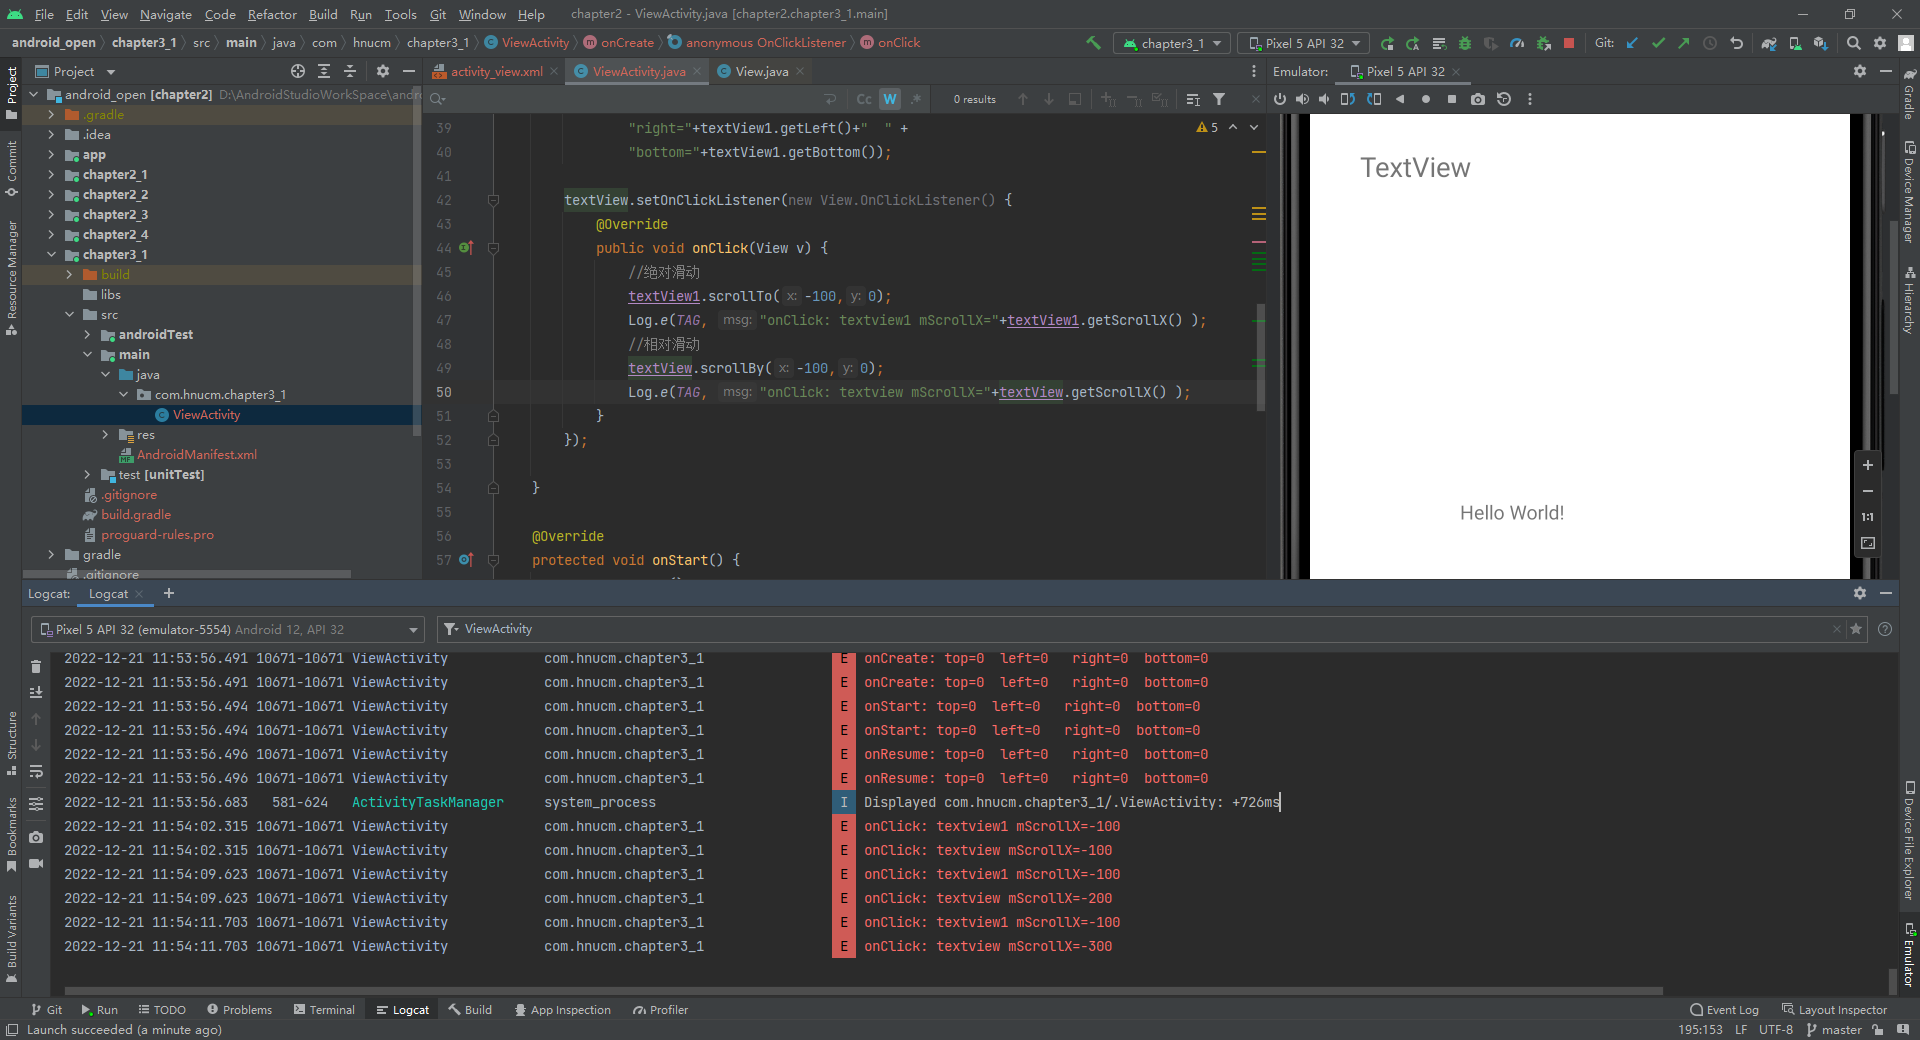 File Edit View Navigate Code Refactor Build Run Tools Git Window Help chapter2 - ViewActivity.java [chapter2.chapter3_1.main]
android_open chapter3_1 src main java com hnucm chapter3_1 ViewActivity onCreate anonymous OnClickListener onClick chapter3_1 Pixel 5 API 32 Git:
Project
activity_view.xml ViewActivity.java View.java
Emulator: Pixel 5 API 32
Cc W .* 0 results
Project
Commit
Resource Manager
Structure
Bookmarks
Build Variants
android_open [chapter2] D:\AndroidStudioWorkSpace\andr
.gradle
.idea
app
chapter2_1
chapter2_2
chapter2_3
chapter2_4
chapter3_1
build
libs
src
androidTest
main
java
com.hnucm.chapter3_1
ViewActivity
res
AndroidManifest.xml
test [unitTest]
.gitignore
build.gradle
proguard-rules.pro
gradle
.gitignore
39 "right="+textView1.getLeft()+"  " +
40 "bottom="+textView1.getBottom());
41
42 textView.setOnClickListener(new View.OnClickListener() {
43 @Override
44 public void onClick(View v) {
45 //绝对滑动
46 textView1.scrollTo( x: -100, y: 0);
47 Log.e(TAG, msg: "onClick: textview1 mScrollX="+textView1.getScrollX() );
48 //相对滑动
49 textView.scrollBy( x: -100, y: 0);
50 Log.e(TAG, msg: "onClick: textview mScrollX="+textView.getScrollX() );
51 }
52 });
53
54 }
55
56 @Override
57 protected void onStart() {
5
TextView
Hello World!
1:1
Gradle
Device Manager
Hierarchy
Device File Explorer
Emulator
Logcat: Logcat
Pixel 5 API 32 (emulator-5554) Android 12, API 32
ViewActivity
2022-12-21 11:53:56.491 10671-10671 ViewActivity com.hnucm.chapter3_1 E onCreate: top=0 left=0 right=0 bottom=0
2022-12-21 11:53:56.491 10671-10671 ViewActivity com.hnucm.chapter3_1 E onCreate: top=0 left=0 right=0 bottom=0
2022-12-21 11:53:56.494 10671-10671 ViewActivity com.hnucm.chapter3_1 E onStart: top=0 left=0 right=0 bottom=0
2022-12-21 11:53:56.494 10671-10671 ViewActivity com.hnucm.chapter3_1 E onStart: top=0 left=0 right=0 bottom=0
2022-12-21 11:53:56.496 10671-10671 ViewActivity com.hnucm.chapter3_1 E onResume: top=0 left=0 right=0 bottom=0
2022-12-21 11:53:56.496 10671-10671 ViewActivity com.hnucm.chapter3_1 E onResume: top=0 left=0 right=0 bottom=0
2022-12-21 11:53:56.683 581-624 ActivityTaskManager system_process I Displayed com.hnucm.chapter3_1/.ViewActivity: +726ms
2022-12-21 11:54:02.315 10671-10671 ViewActivity com.hnucm.chapter3_1 E onClick: textview1 mScrollX=-100
2022-12-21 11:54:02.315 10671-10671 ViewActivity com.hnucm.chapter3_1 E onClick: textview mScrollX=-100
2022-12-21 11:54:09.623 10671-10671 ViewActivity com.hnucm.chapter3_1 E onClick: textview1 mScrollX=-100
2022-12-21 11:54:09.623 10671-10671 ViewActivity com.hnucm.chapter3_1 E onClick: textview mScrollX=-200
2022-12-21 11:54:11.703 10671-10671 ViewActivity com.hnucm.chapter3_1 E onClick: textview1 mScrollX=-100
2022-12-21 11:54:11.703 10671-10671 ViewActivity com.hnucm.chapter3_1 E onClick: textview mScrollX=-300
Git Run TODO Problems Terminal Logcat Build App Inspection Profiler Event Log Layout Inspector
Launch succeeded (a minute ago) 195:153 LF UTF-8 master